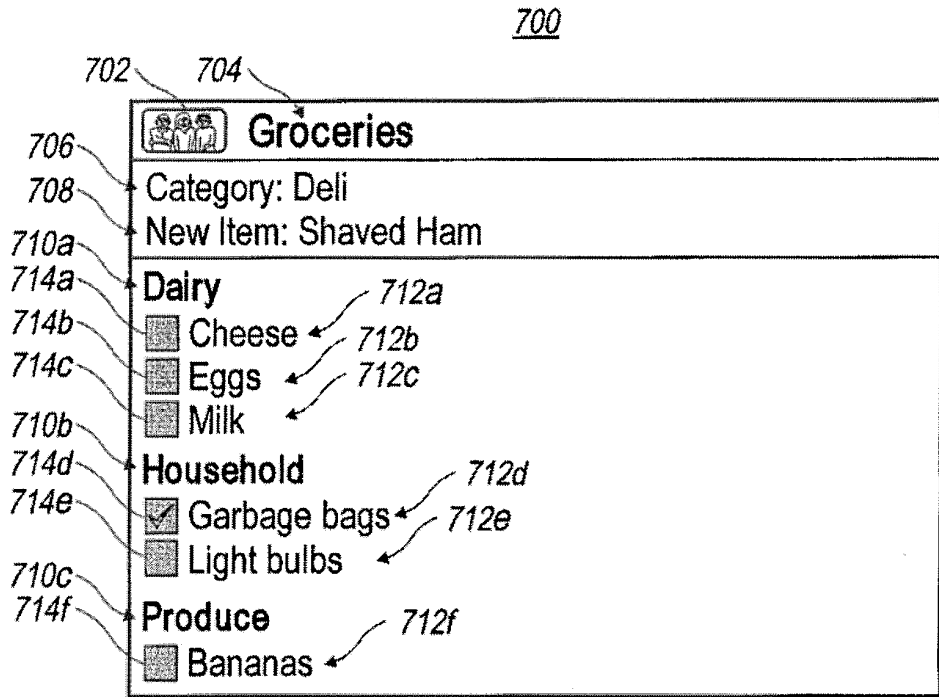 700
702 704
Groceries
706 Category: Deli
708 New Item: Shaved Ham
710a Dairy
714a Cheese 712a
714b Eggs 712b
714c Milk 712c
710b Household
714d Garbage bags 712d
714e Light bulbs 712e
710c Produce
714f Bananas 712f